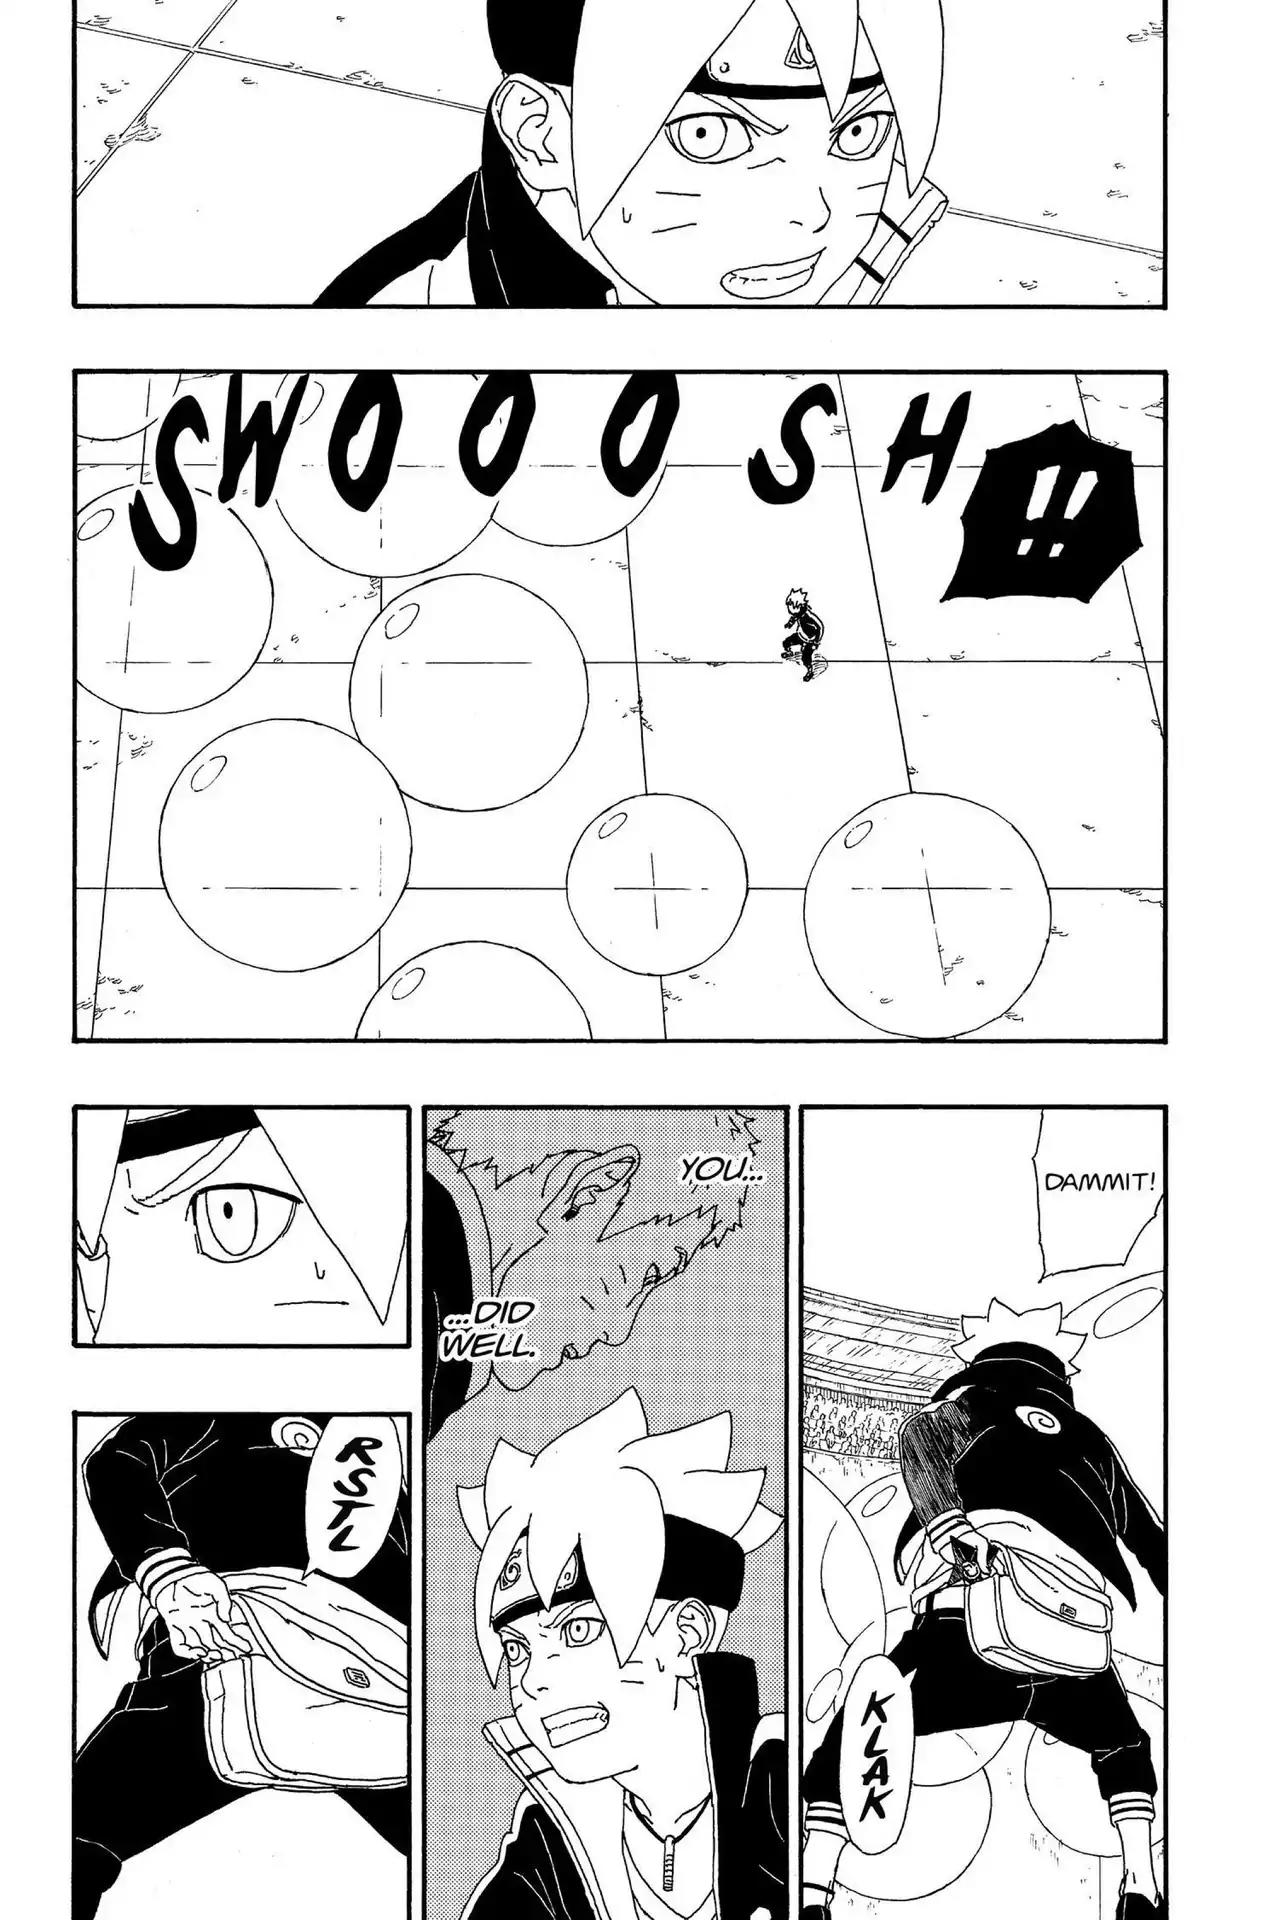 SWOOOSH
!!
RSTL
YOU...
...DID
WELL.
DAMMIT!
KLAK